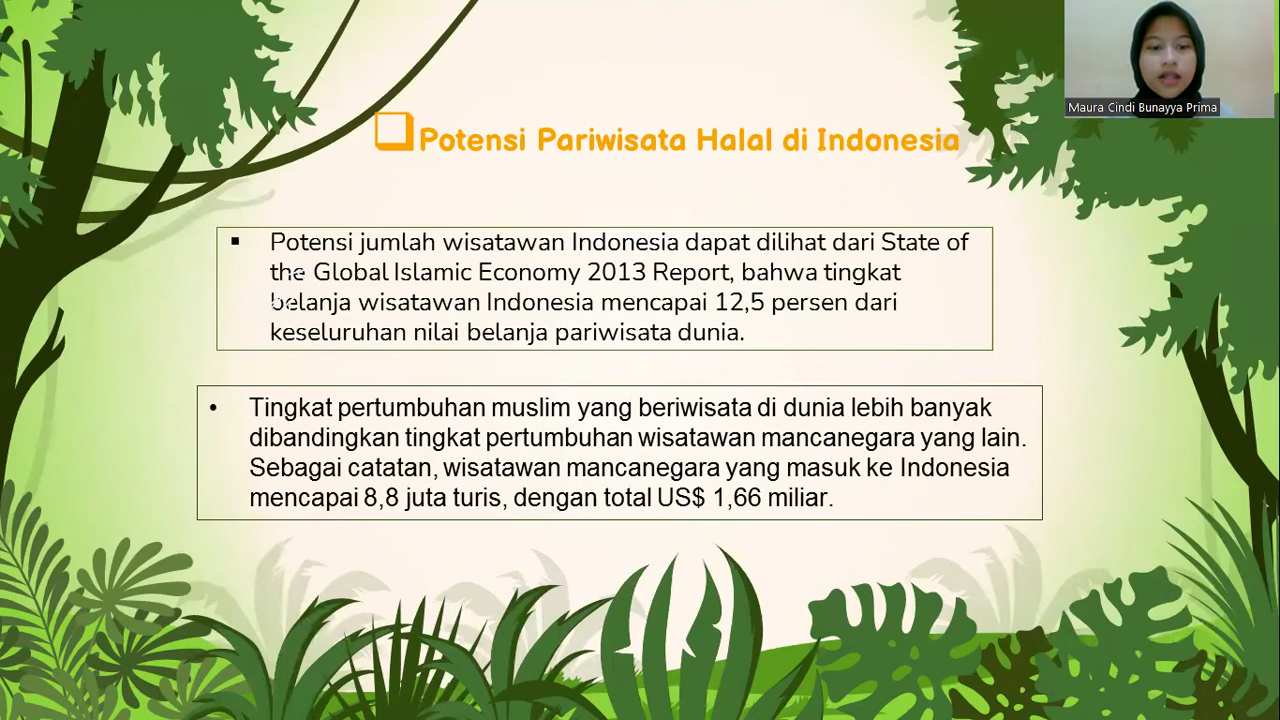 Maura Cindi Bunayya Prima
Potensi Pariwisata Halal di Indonesia
▪ Potensi jumlah wisatawan Indonesia dapat dilihat dari State of
the Global Islamic Economy 2013 Report, bahwa tingkat
belanja wisatawan Indonesia mencapai 12,5 persen dari
keseluruhan nilai belanja pariwisata dunia.
• Tingkat pertumbuhan muslim yang beriwisata di dunia lebih banyak
dibandingkan tingkat pertumbuhan wisatawan mancanegara yang lain.
Sebagai catatan, wisatawan mancanegara yang masuk ke Indonesia
mencapai 8,8 juta turis, dengan total US$ 1,66 miliar.